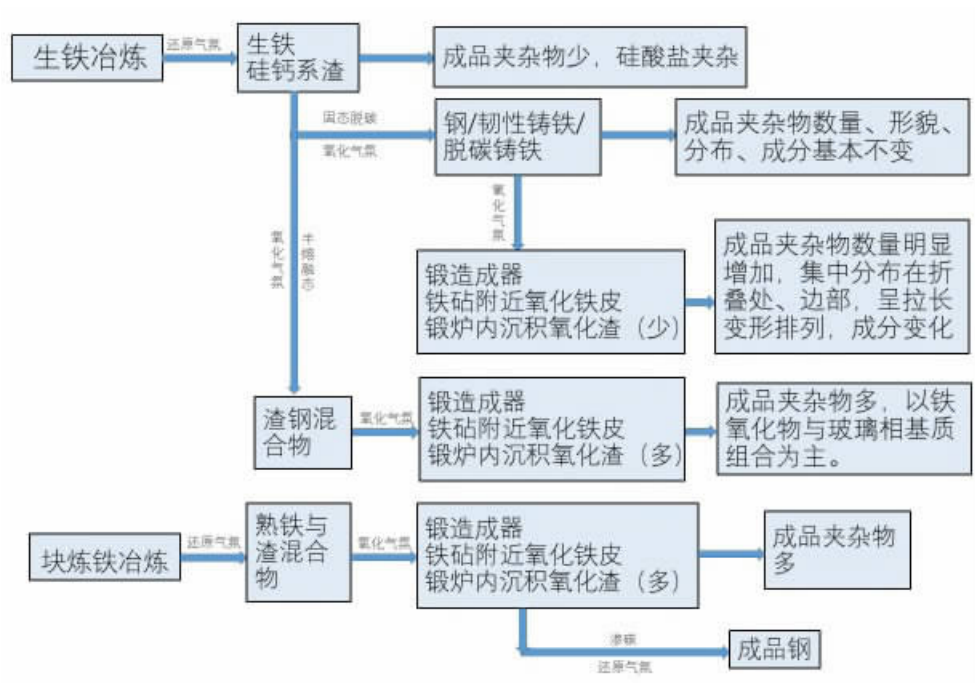 生铁冶炼
还原气氛
生铁
硅钙系渣
成品夹杂物少，硅酸盐夹杂
固态脱碳
氧化气氛
钢/韧性铸铁/
脱碳铸铁
成品夹杂物数量、形貌、
分布、成分基本不变
氧化气氛
锻造成器
铁砧附近氧化铁皮
锻炉内沉积氧化渣（少）
成品夹杂物数量明显
增加，集中分布在折
叠处、边部，呈拉长
变形排列，成分变化
氧化气氛
半熔融态
渣钢混
合物
氧化气氛
锻造成器
铁砧附近氧化铁皮
锻炉内沉积氧化渣（多）
成品夹杂物多，以铁
氧化物与玻璃相基质
组合为主。
块炼铁冶炼
还原气氛
熟铁与
渣混合
物
氧化气氛
锻造成器
铁砧附近氧化铁皮
锻炉内沉积氧化渣（多）
成品夹杂物
多
渗碳
还原气氛
成品钢